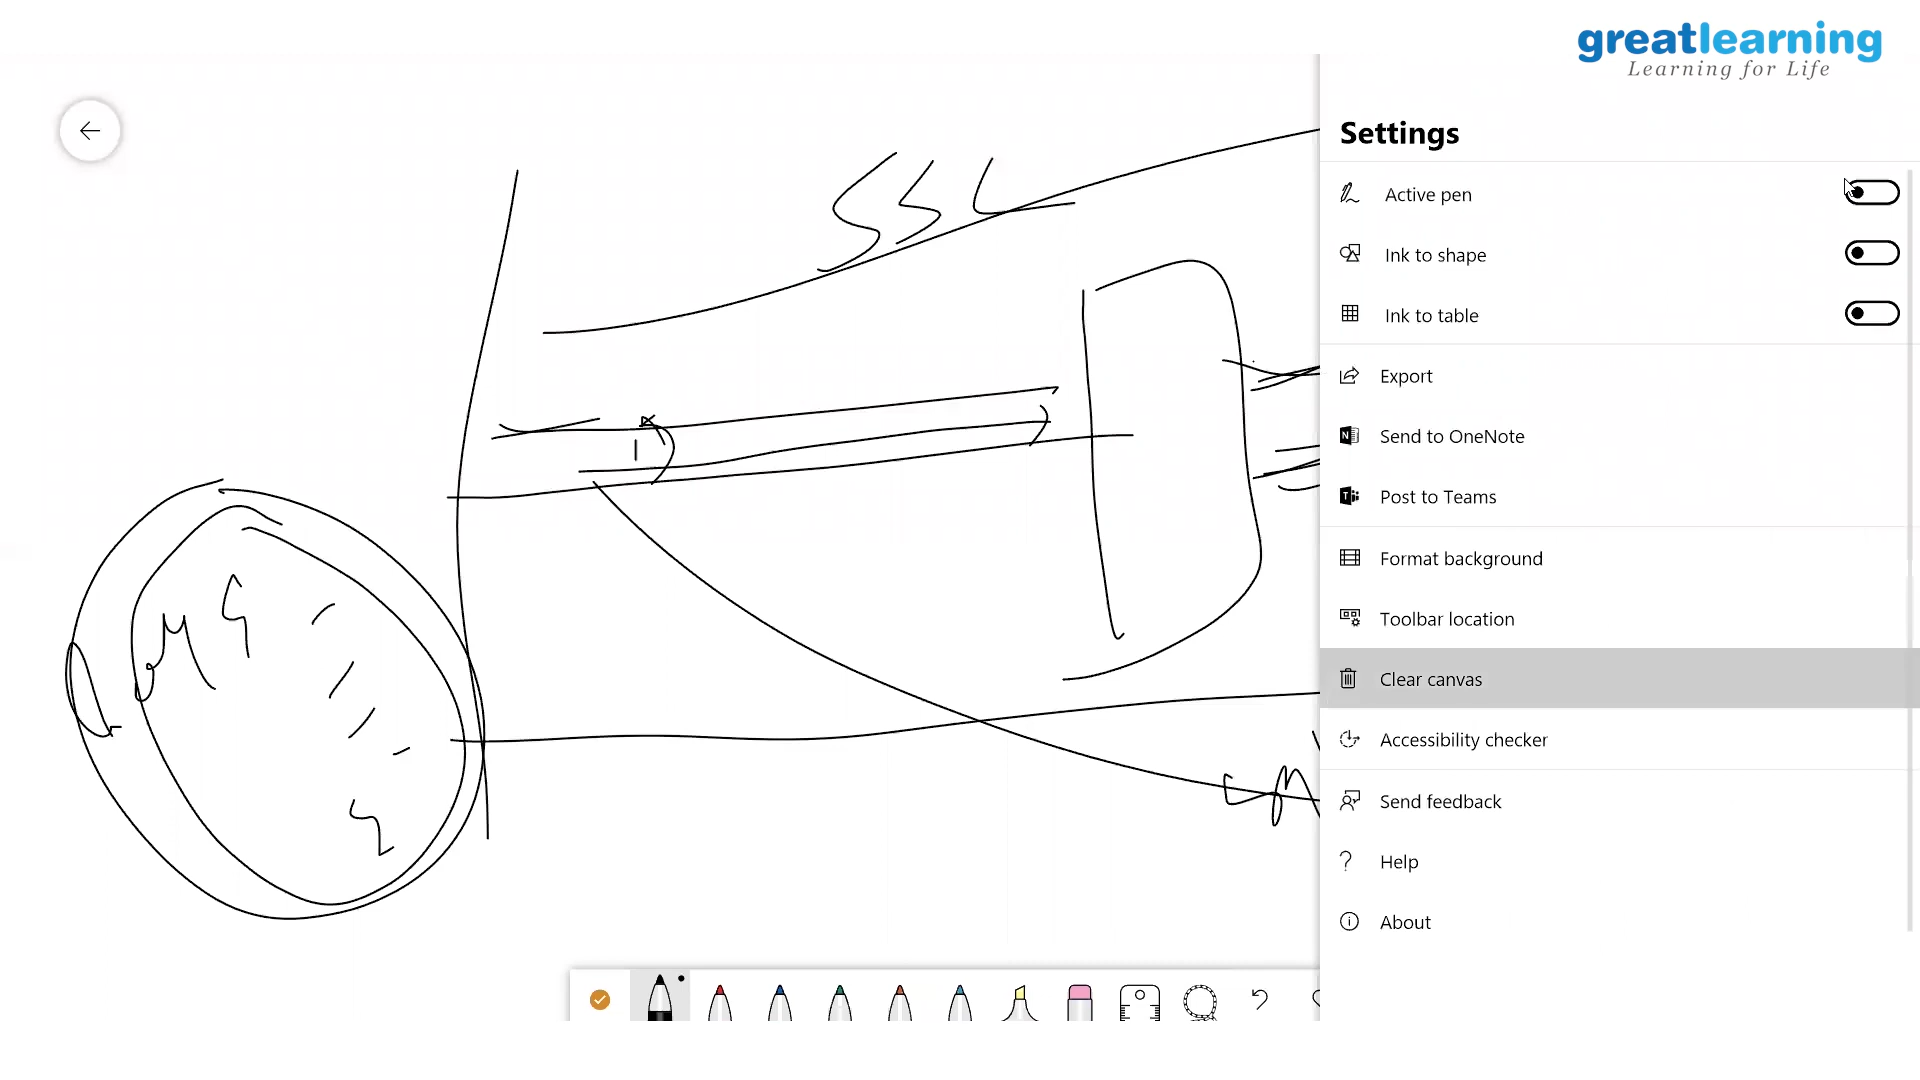 greatlearning
Learning for Life
Settings
Active pen
Ink to shape
Ink to table
Export
Send to OneNote
Post to Teams
Format background
Toolbar location
Clear canvas
Accessibility checker
Send feedback
Help
About
SSL